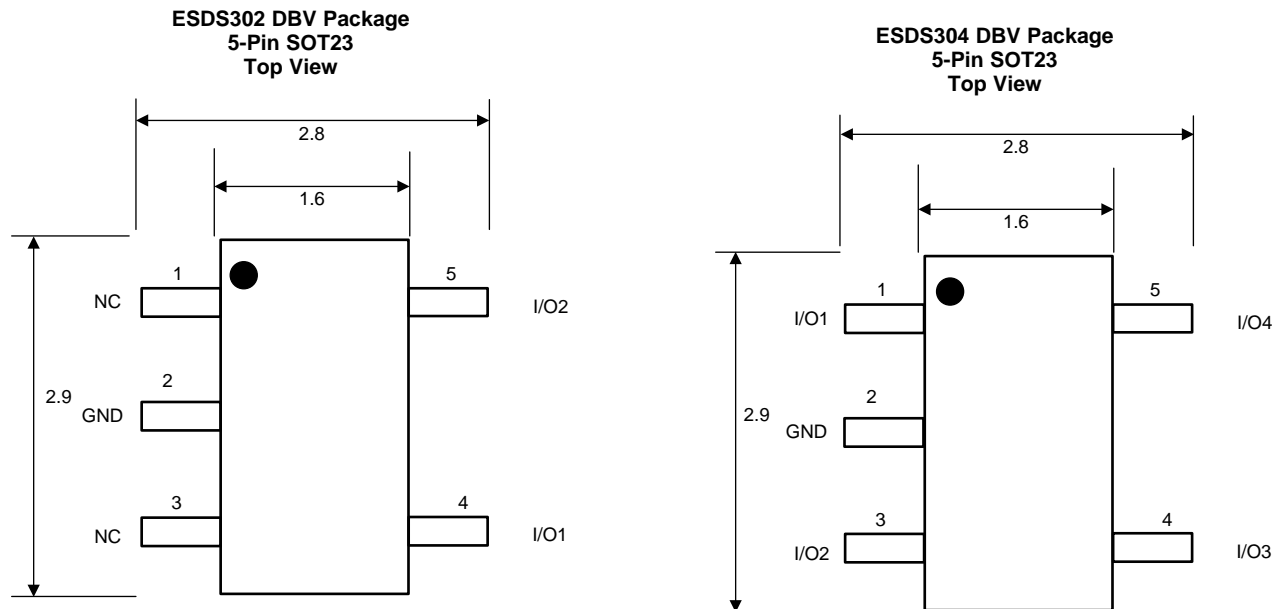 ESDS302 DBV Package
5-Pin SOT23
Top View
2.8
1.6
1
5
NC
I/O2
2
2.9
GND
3
4
NC
I/O1
ESDS304 DBV Package
5-Pin SOT23
Top View
2.8
1.6
1
5
I/O1
I/O4
2
2.9
GND
3
4
I/O2
I/O3